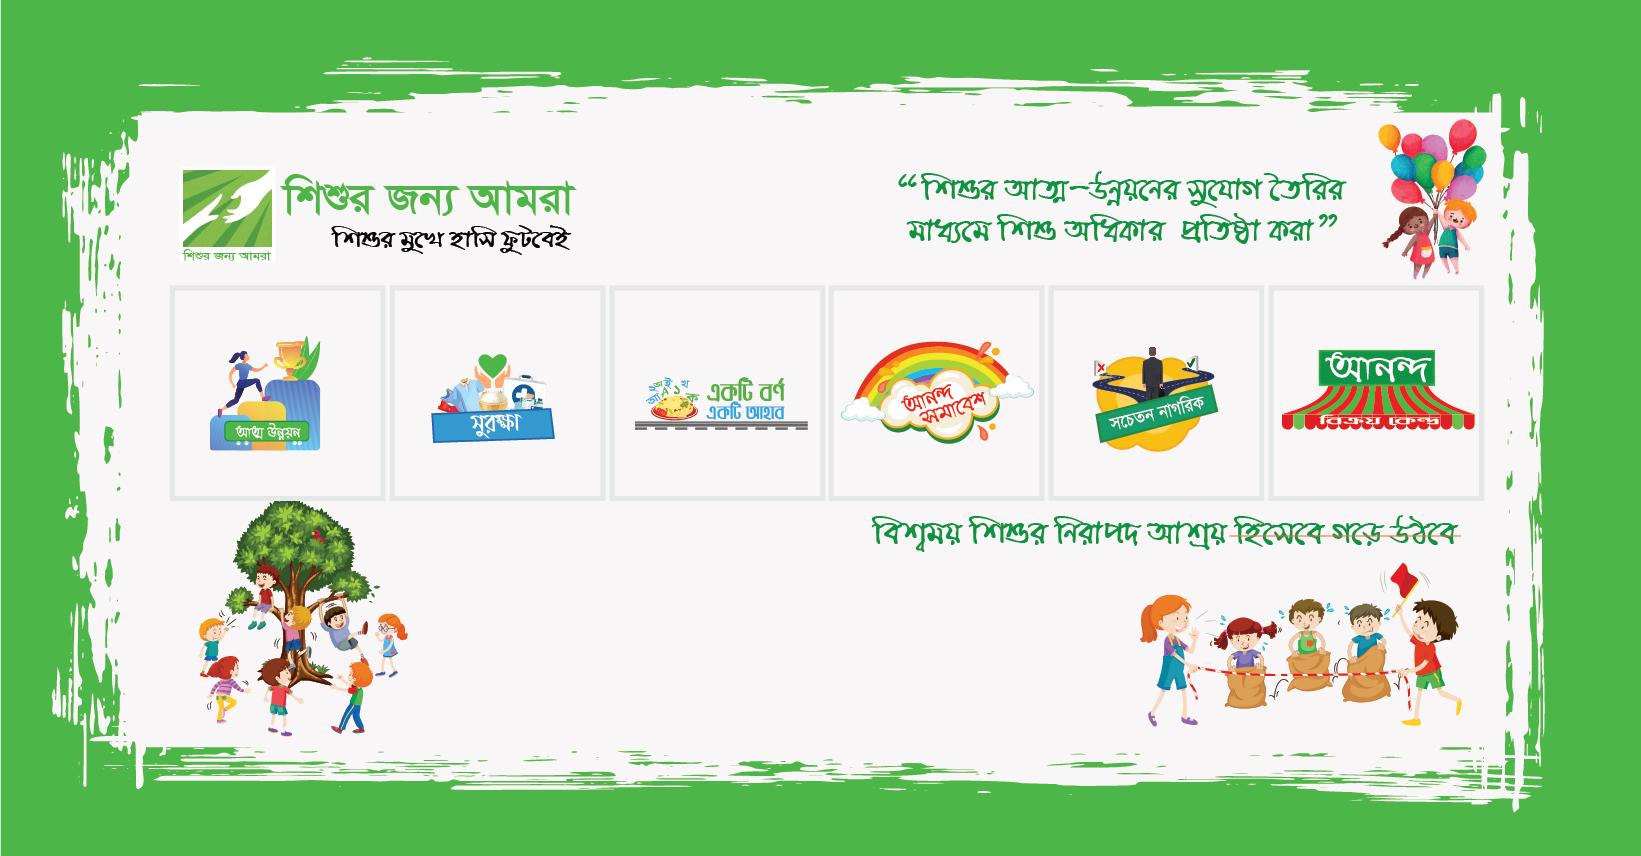 শিশুর জন্য আমরা
শিশুর মুখে হাসি ফুটবেই
শিশুর জন্য আমরা
“শিশুর আত্ম-উন্নয়নের সুযোগ তৈরির
মাধ্যমে শিশু অধিকার প্রতিষ্ঠা করা”
আত্ম উন্নয়ন
সুরক্ষা
একটি বর্ণ
একটি আহার
আনন্দ
সমাবেশ
সচেতন নাগরিক
আনন্দ
বিক্রয় কেন্দ্র
বিশ্বময় শিশুর নিরাপদ আশ্রয় হিসেবে গড়ে উঠবে